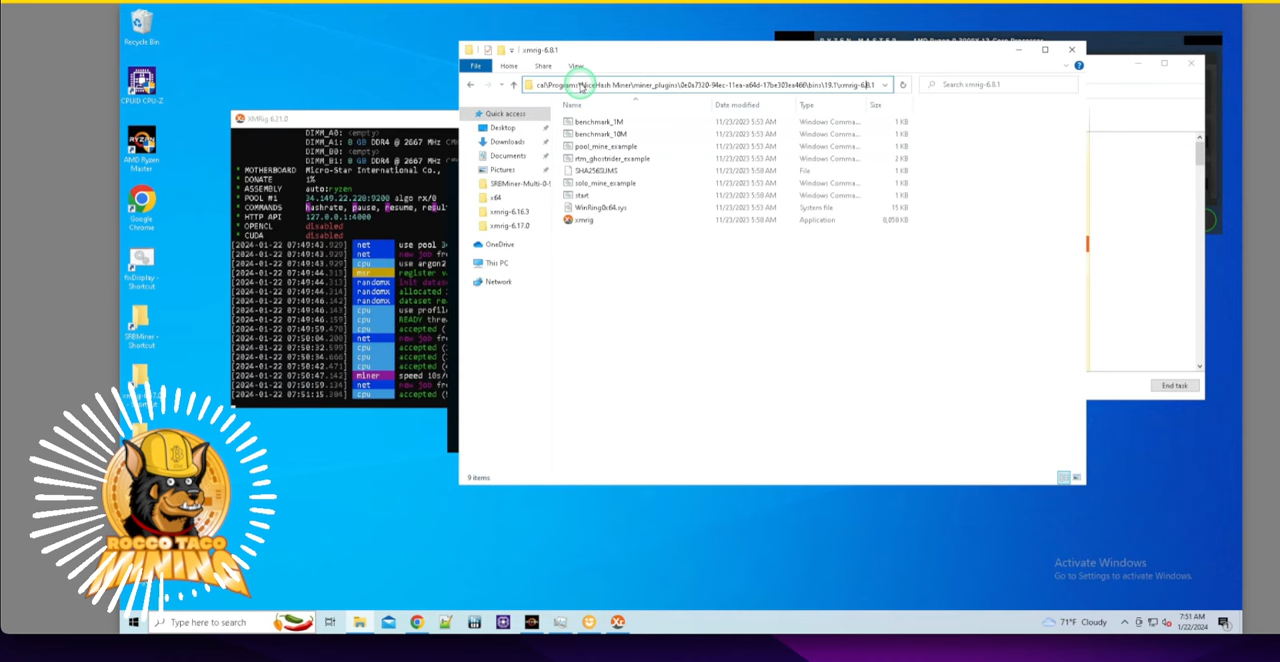 Recycle Bin
CPUID CPU-Z
AMD Ryzen
Master
Google
Chrome
fixDisplay -
Shortcut
SRBMiner -
Shortcut
ROCCO TACO
MINING
XMRig 6.21.0
DIMM_A0: <empty>
DIMM_A1: 8 GB DDR4 @ 2667 MHz
DIMM_B0: <empty>
DIMM_B1: 8 GB DDR4 @ 2667 MHz
* MOTHERBOARD Micro-Star International Co.,
* DONATE 1%
* ASSEMBLY auto:ryzen
* POOL #1 34.149.22.228:9200 algo rx/0
* COMMANDS hashrate, pause, resume,
* HTTP API 127.0.0.1:4000
* OPENCL disabled
* CUDA disabled
[2024-01-22 07:49:43.929] net use pool
[2024-01-22 07:49:43.929] net new job
[2024-01-22 07:49:43.929] cpu use argon2
[2024-01-22 07:49:44.313] msr register
[2024-01-22 07:49:44.313] randomx init
[2024-01-22 07:49:44.314] randomx allocated
[2024-01-22 07:49:46.142] randomx dataset
[2024-01-22 07:49:46.142] cpu use
[2024-01-22 07:49:46.159] cpu READY
[2024-01-22 07:49:59.470] cpu accepted
[2024-01-22 07:50:04.200] net new job
[2024-01-22 07:50:32.599] cpu accepted
[2024-01-22 07:50:34.666] cpu accepted
[2024-01-22 07:50:42.471] cpu accepted
[2024-01-22 07:50:47.142] miner speed 10s/
[2024-01-22 07:50:59.134] net new job
[2024-01-22 07:51:15.304] cpu accepted
xmrig-6.8.1
File Home Share View
Search xmrig-6.8.1
Name Date modified Type Size
Quick access
Desktop
Downloads
Documents
Pictures
x64
xmrig-6.16.3
xmrig-6.17.0
OneDrive
This PC
Network
benchmark_1M 11/23/2023 5:53 AM Windows Comma... 1 KB
benchmark_10M 11/23/2023 5:53 AM Windows Comma... 1 KB
pool_mine_example 11/23/2023 5:53 AM Windows Comma... 1 KB
rtm_ghostrider_example 11/23/2023 5:53 AM Windows Comma... 2 KB
SHA256SUMS 11/23/2023 5:58 AM File 1 KB
solo_mine_example 11/23/2023 5:53 AM Windows Comma... 1 KB
start 11/23/2023 5:53 AM Windows Comma... 1 KB
WinRing0x64.sys 11/23/2023 5:53 AM System file 15 KB
xmrig 11/23/2023 5:58 AM Application
9 items
End task
Activate Windows
Go to Settings to activate Windows.
Type here to search
71°F Cloudy
7:51 AM
1/22/2024